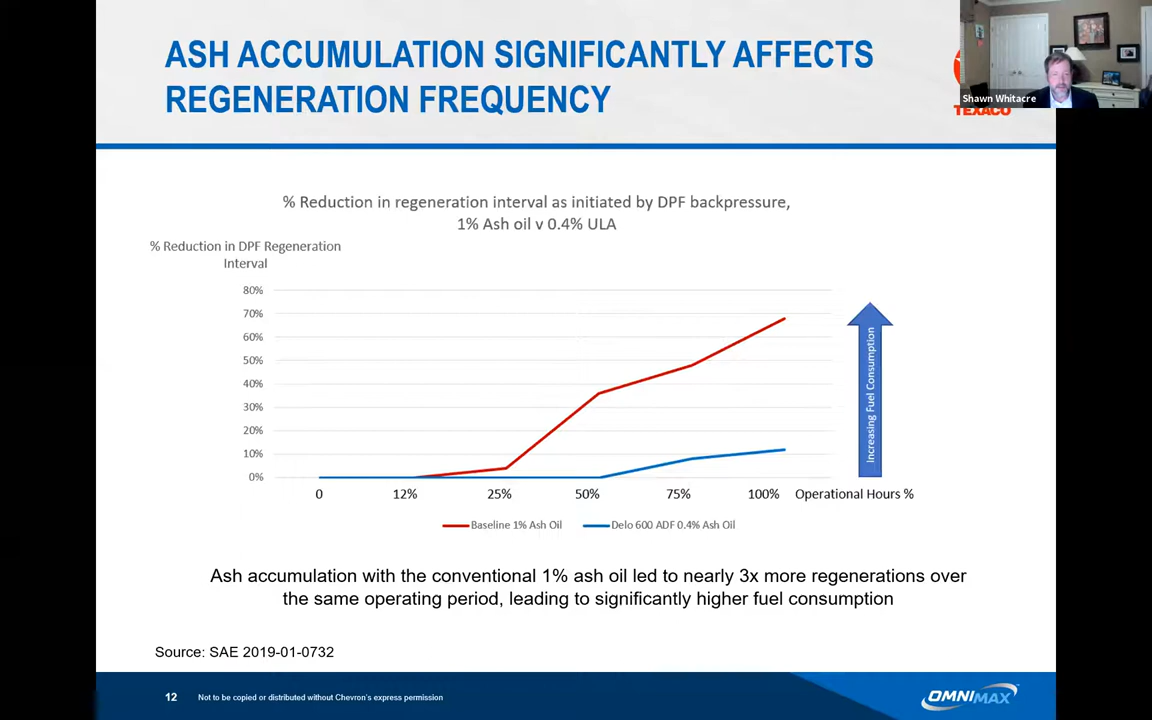 ASH ACCUMULATION SIGNIFICANTLY AFFECTS
REGENERATION FREQUENCY
Shawn Whitacre
TEXACO
% Reduction in regeneration interval as initiated by DPF backpressure,
1% Ash oil v 0.4% ULA
% Reduction in DPF Regeneration
Interval
80%
70%
60%
50%
40%
30%
20%
10%
0%
0 12% 25% 50% 75% 100% Operational Hours %
Increasing Fuel Consumption
Baseline 1% Ash Oil Delo 600 ADF 0.4% Ash Oil
Ash accumulation with the conventional 1% ash oil led to nearly 3x more regenerations over
the same operating period, leading to significantly higher fuel consumption
Source: SAE 2019-01-0732
12 Not to be copied or distributed without Chevron's express permission
OMNIMAX